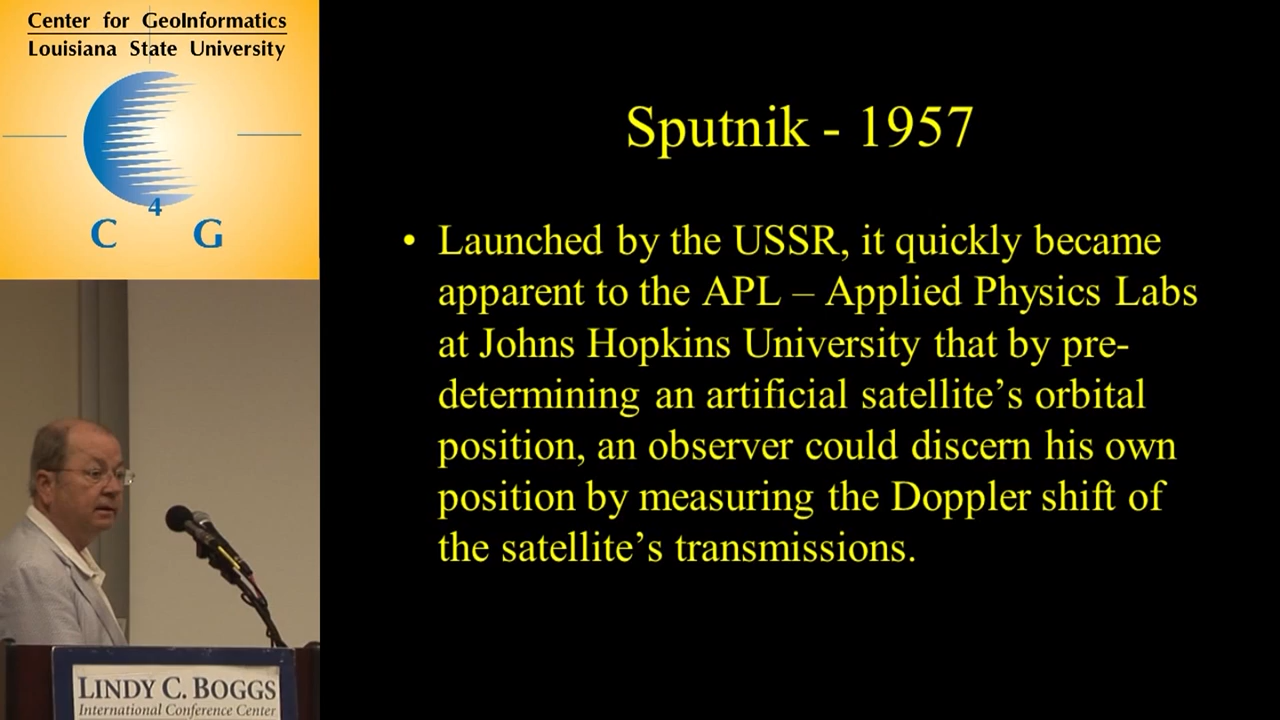 Center for GeoInformatics
Louisiana State University
C 4 G
Sputnik - 1957
• Launched by the USSR, it quickly became
apparent to the APL – Applied Physics Labs
at Johns Hopkins University that by pre-
determining an artificial satellite’s orbital
position, an observer could discern his own
position by measuring the Doppler shift of
the satellite’s transmissions.
LINDY C. BOGGS
International Conference Center